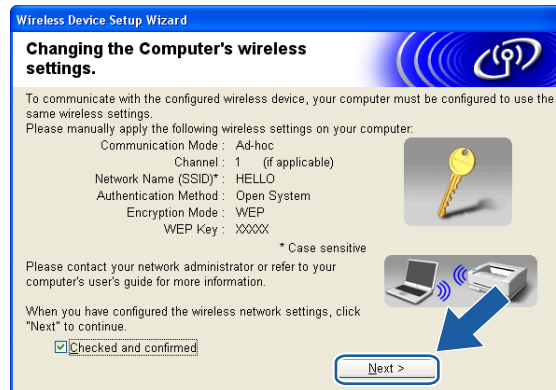 Wireless Device Setup Wizard
Changing the Computer's wireless
settings.
To communicate with the configured wireless device, your computer must be configured to use the
same wireless settings.
Please manually apply the following wireless settings on your computer:
Communication Mode : Ad-hoc
Channel : 1 (if applicable)
Network Name (SSID)* : HELLO
Authentication Method : Open System
Encryption Mode : WEP
WEP Key : XXXXX
* Case sensitive
Please contact your network administrator or refer to your
computer's user's guide for more information.
When you have configured the wireless network settings, click
"Next" to continue.
Checked and confirmed
Next >